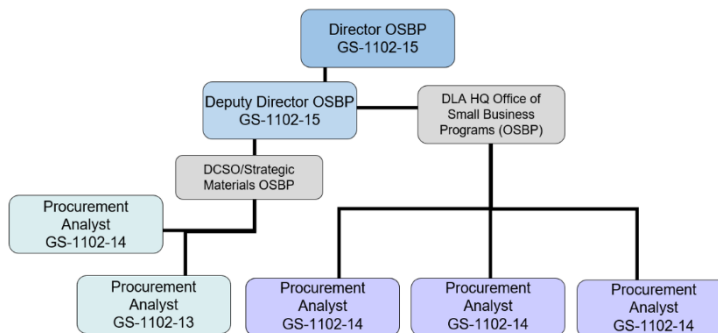 Director OSBP
GS-1102-15
Deputy Director OSBP
GS-1102-15
DLA HQ Office of
Small Business
Programs (OSBP)
DCSO/Strategic
Materials OSBP
Procurement
Analyst
GS-1102-14
Procurement
Analyst
GS-1102-13
Procurement
Analyst
GS-1102-14
Procurement
Analyst
GS-1102-14
Procurement
Analyst
GS-1102-14